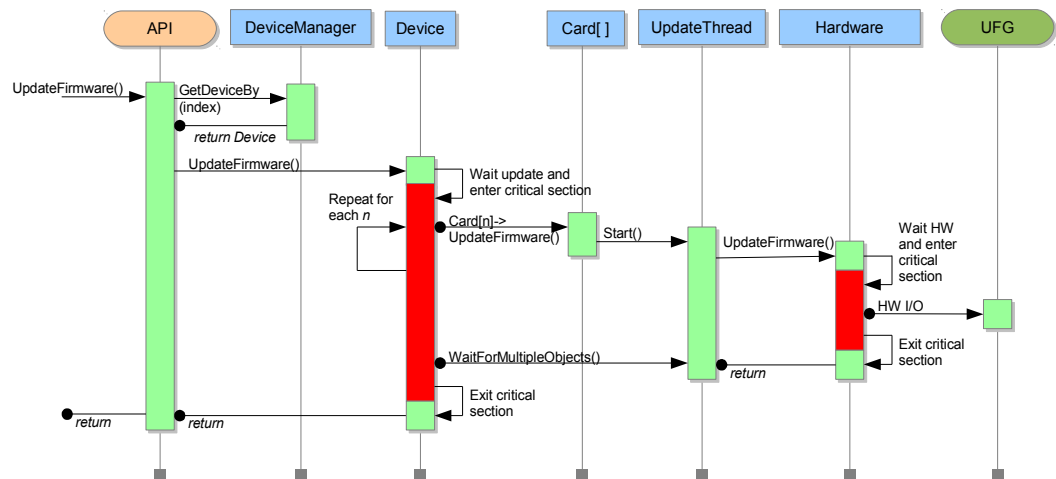 API
DeviceManager
Device
Card[ ]
UpdateThread
Hardware
UFG
UpdateFirmware()
GetDeviceBy
(index)
return Device
UpdateFirmware()
Wait update and
enter critical section
Repeat for
each n
Card[n]->
UpdateFirmware()
Start()
UpdateFirmware()
Wait HW
and enter
critical
section
HW I/O
WaitForMultipleObjects()
Exit critical
section
return
Exit critical
section
return
return